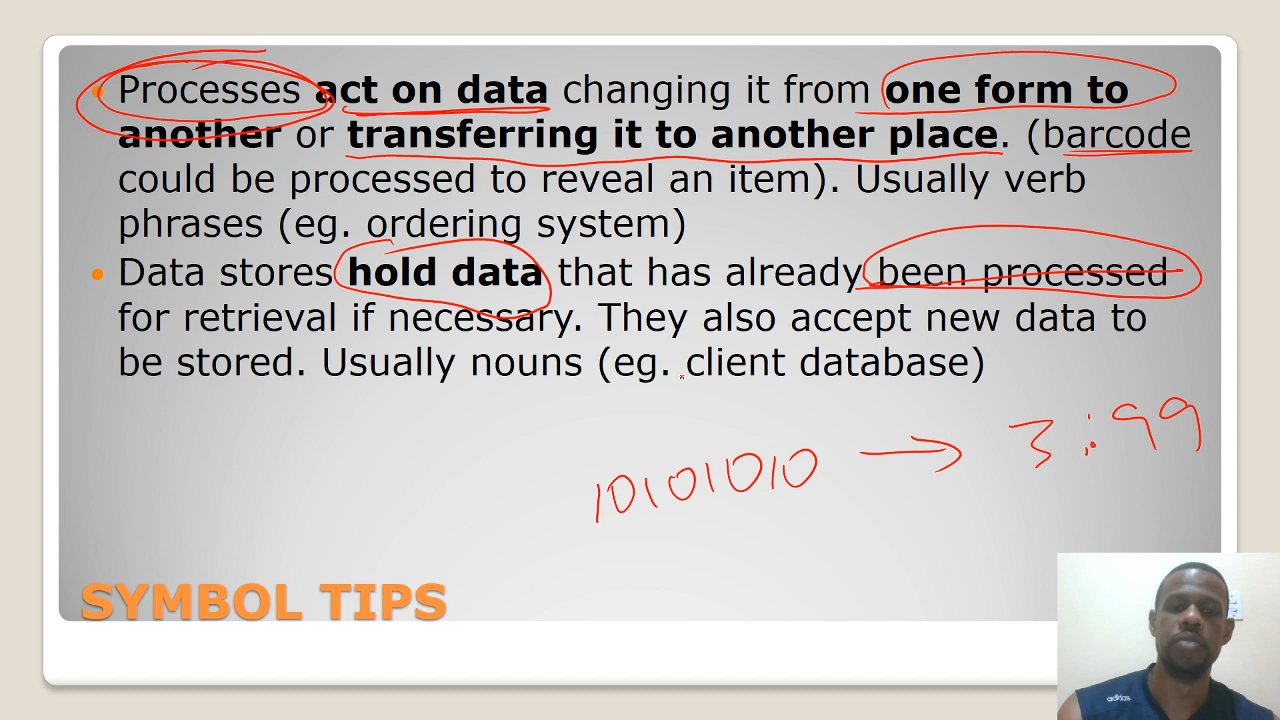 Processes act on data changing it from one form to
another or transferring it to another place. (barcode
could be processed to reveal an item). Usually verb
phrases (eg. ordering system)
Data stores hold data that has already been processed
for retrieval if necessary. They also accept new data to
be stored. Usually nouns (eg. client database)
10101010 → 3.99
SYMBOL TIPS
adidas